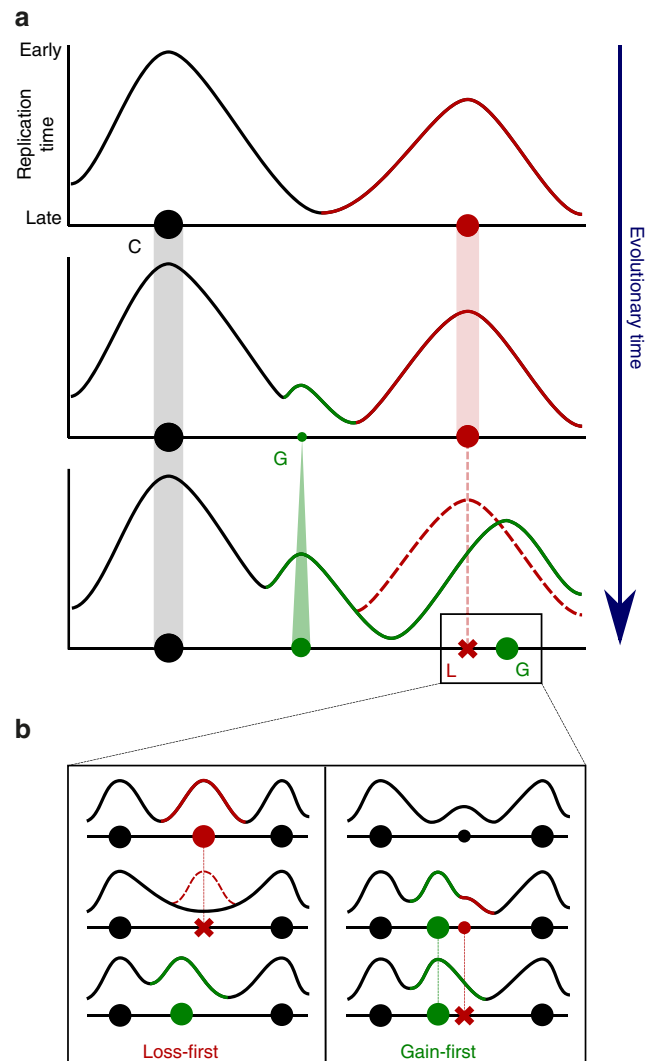 a
Early
Replication
time
Late
C
G
L
G
Evolutionary time
b
Loss-first
Gain-first